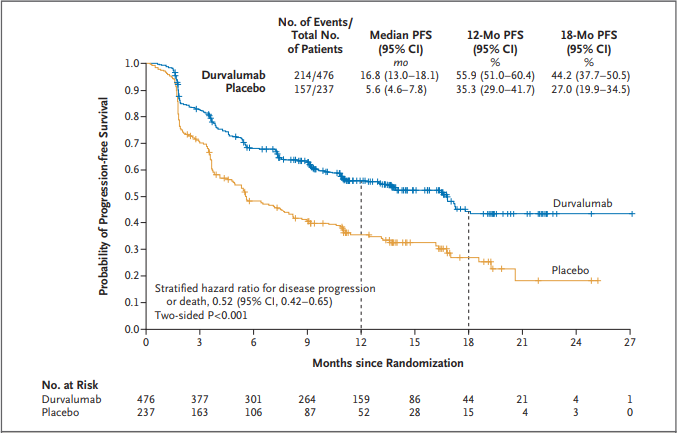 No. of Events/
Total No.
of Patients
Median PFS
(95% CI)
12-Mo PFS
(95% CI)
18-Mo PFS
(95% CI)
mo
%
%
Durvalumab 214/476 16.8 (13.0–18.1) 55.9 (51.0–60.4) 44.2 (37.7–50.5)
Placebo 157/237 5.6 (4.6–7.8) 35.3 (29.0–41.7) 27.0 (19.9–34.5)
Probability of Progression-free Survival
1.0
0.9
0.8
0.7
0.6
0.5
0.4
0.3
0.2
0.1
0.0
Durvalumab
Placebo
Stratified hazard ratio for disease progression
or death, 0.52 (95% CI, 0.42–0.65)
Two-sided P<0.001
0 3 6 9 12 15 18 21 24 27
Months since Randomization
No. at Risk
Durvalumab 476 377 301 264 159 86 44 21 4 1
Placebo 237 163 106 87 52 28 15 4 3 0